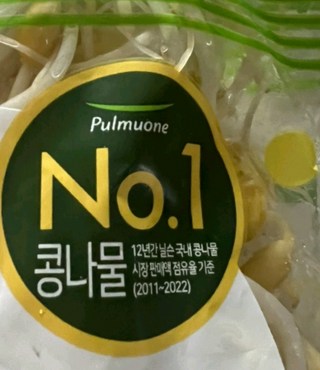 Pulmuone
No.1
콩나물
12년간 닐슨 국내 콩나물
시장 판매액 점유율 기준
(2011~2022)